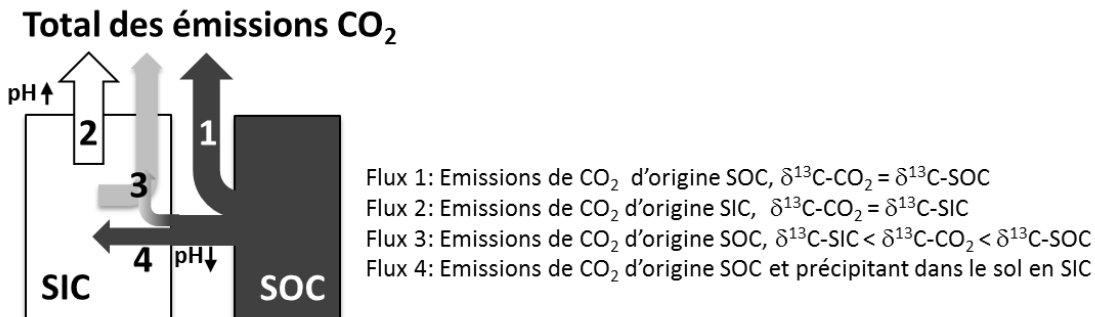 Total des émissions CO₂
pH
2
1
3
4
pH
SIC
SOC
Flux 1: Emissions de CO₂ d’origine SOC, δ¹³C-CO₂ = δ¹³C-SOC
Flux 2: Emissions de CO₂ d’origine SIC, δ¹³C-CO₂ = δ¹³C-SIC
Flux 3: Emissions de CO₂ d’origine SOC, δ¹³C-SIC < δ¹³C-CO₂ < δ¹³C-SOC
Flux 4: Emissions de CO₂ d’origine SOC et précipitant dans le sol en SIC